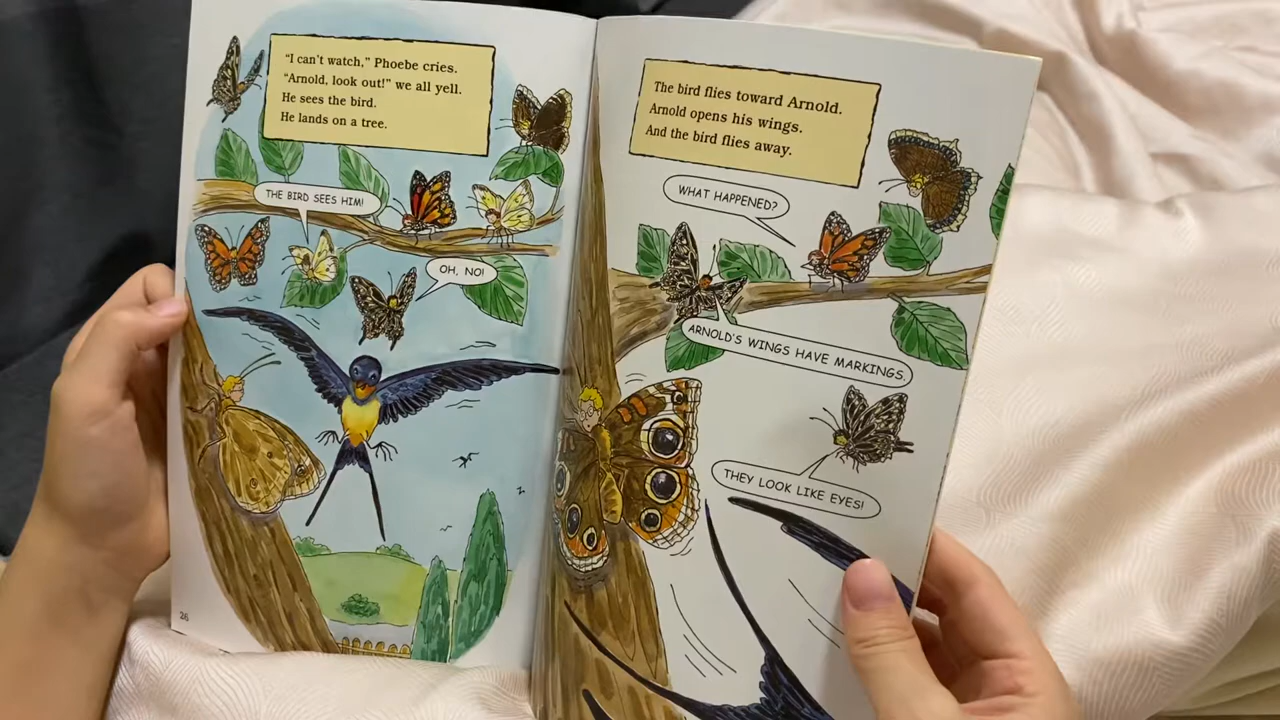 "I can't watch," Phoebe cries.
"Arnold, look out!" we all yell.
He sees the bird.
He lands on a tree.
THE BIRD SEES HIM!
OH, NO!
26
The bird flies toward Arnold.
Arnold opens his wings.
And the bird flies away.
WHAT HAPPENED?
ARNOLD'S WINGS HAVE MARKINGS.
THEY LOOK LIKE EYES!